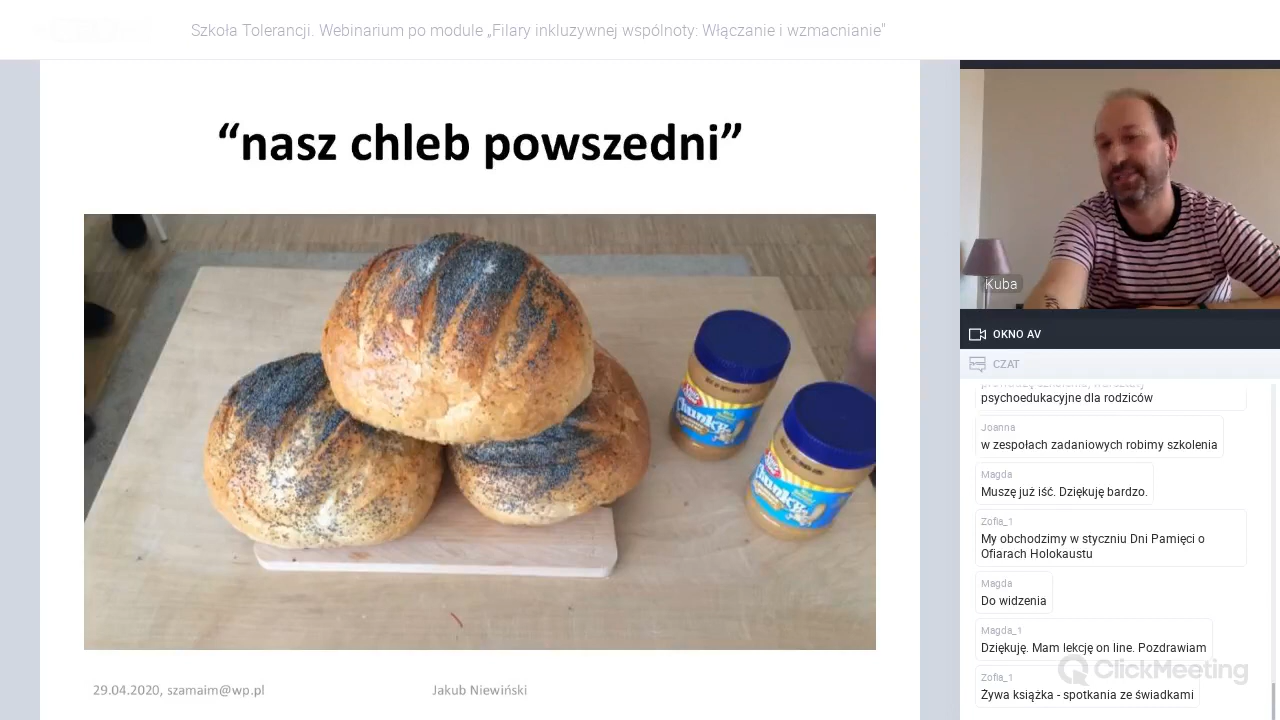 Szkoła Tolerancji. Webinarium po module „Filary inkluzywnej wspólnoty: Włączanie i wzmacnianie"
“nasz chleb powszedni”
Chunky
Chunky
29.04.2020, szamaim@wp.pl
Jakub Niewiński
Kuba
OKNO AV
CZAT
psychoedukacyjne dla rodziców
Joanna
w zespołach zadaniowych robimy szkolenia
Magda
Muszę już iść. Dziękuję bardzo.
Zofia_1
My obchodzimy w styczniu Dni Pamięci o
Ofiarach Holokaustu
Magda
Do widzenia
Magda_1
Dziękuję. Mam lekcję on line. Pozdrawiam
ClickMeeting
Zofia_1
Żywa książka - spotkania ze świadkami